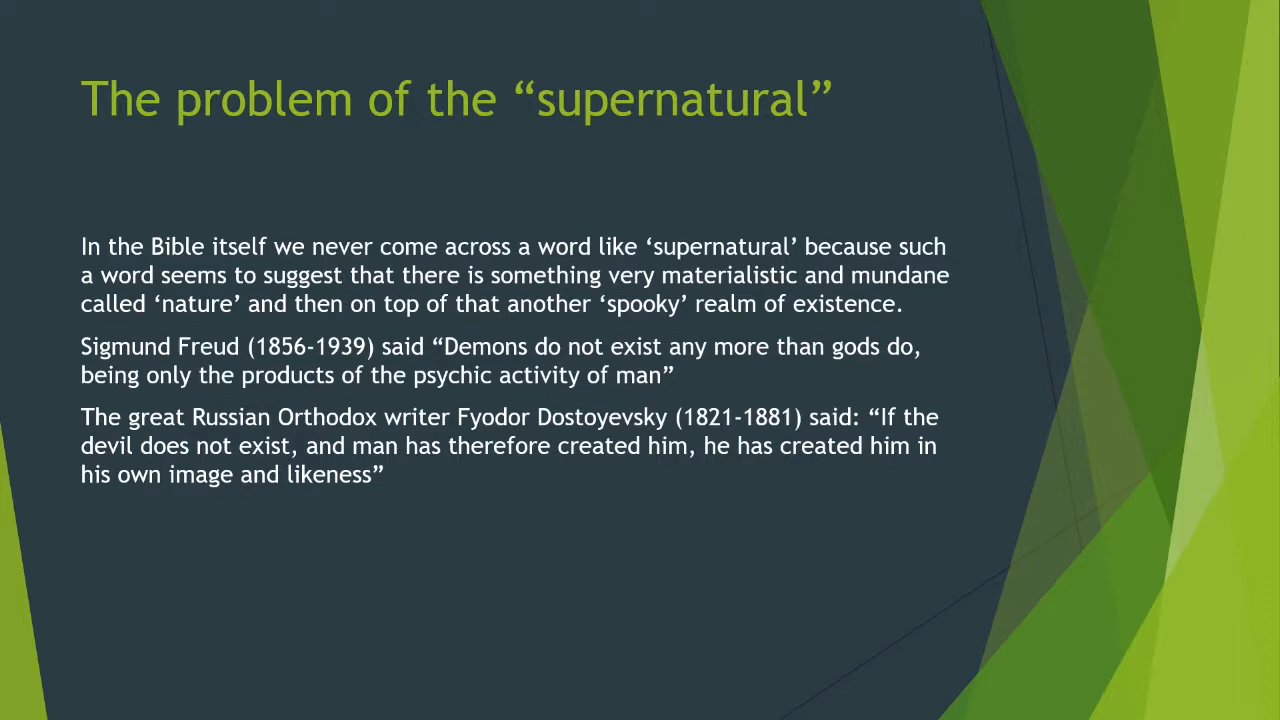 The problem of the “supernatural”
In the Bible itself we never come across a word like ‘supernatural’ because such
a word seems to suggest that there is something very materialistic and mundane
called ‘nature’ and then on top of that another ‘spooky’ realm of existence.
Sigmund Freud (1856-1939) said “Demons do not exist any more than gods do,
being only the products of the psychic activity of man”
The great Russian Orthodox writer Fyodor Dostoyevsky (1821-1881) said: “If the
devil does not exist, and man has therefore created him, he has created him in
his own image and likeness”